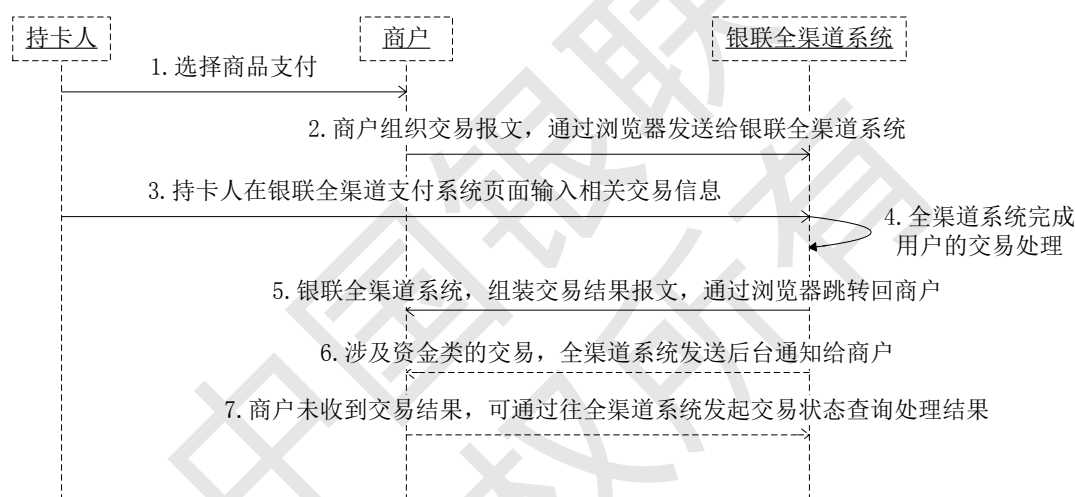 持卡人
商户
银联全渠道系统
1.选择商品支付
2.商户组织交易报文，通过浏览器发送给银联全渠道系统
3.持卡人在银联全渠道支付系统页面输入相关交易信息
4.全渠道系统完成
用户的交易处理
5.银联全渠道系统，组装交易结果报文，通过浏览器跳转回商户
6.涉及资金类的交易，全渠道系统发送后台通知给商户
7.商户未收到交易结果，可通过往全渠道系统发起交易状态查询处理结果
中国银联
权所有